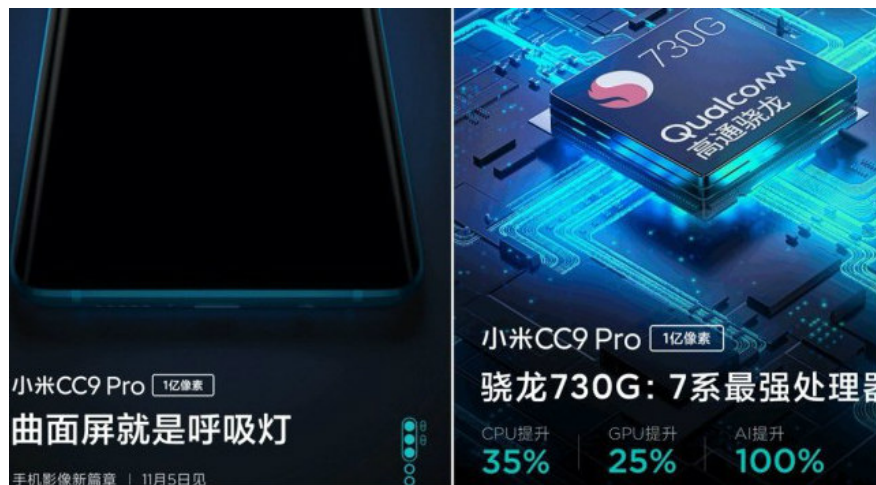 小米CC9 Pro 1亿像素
曲面屏就是呼吸灯
手机影像新篇章 | 11月5日见
730G
Qualcomm
高通骁龙
小米CC9 Pro 1亿像素
骁龙730G：7系最强处理器
CPU提升 GPU提升 AI提升
35% 25% 100%